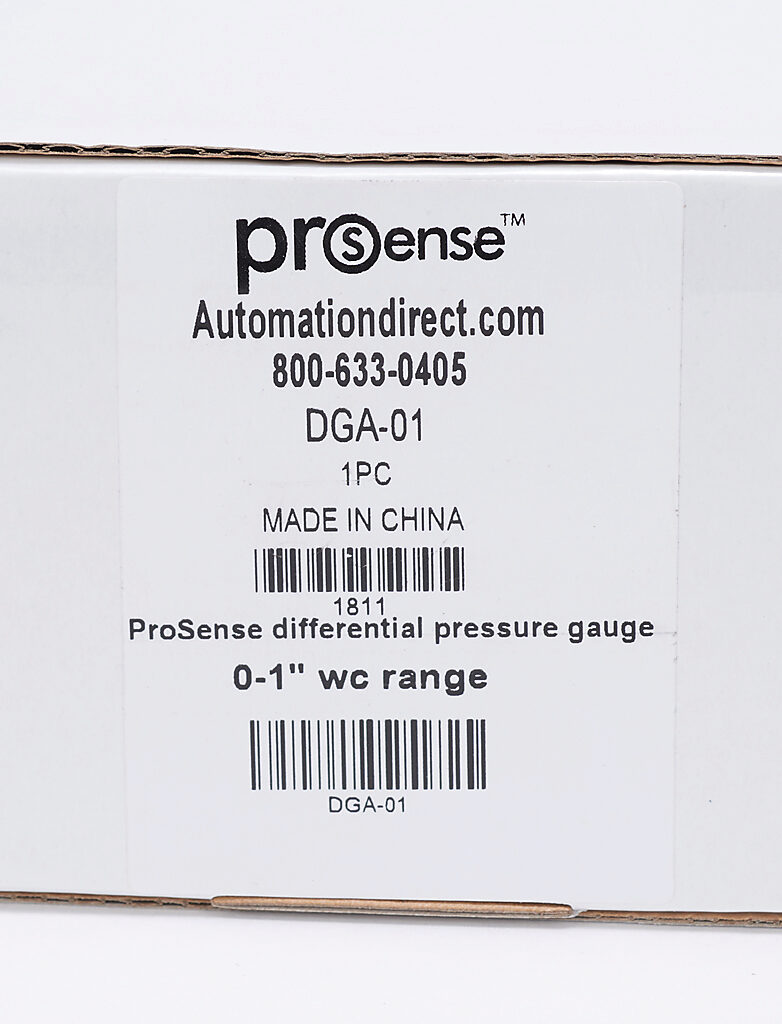 prosense™
Automationdirect.com
800-633-0405
DGA-01
1PC
MADE IN CHINA
1811
ProSense differential pressure gauge
0-1" wc range
DGA-01